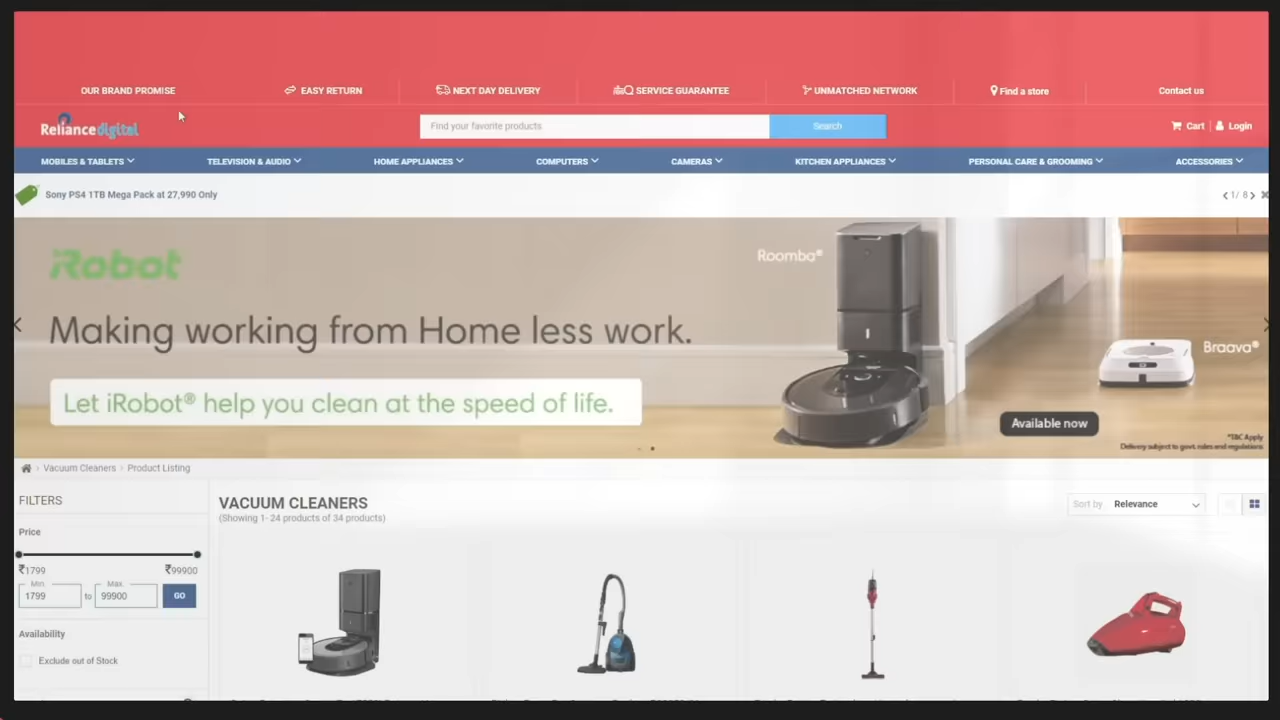 OUR BRAND PROMISE EASY RETURN NEXT DAY DELIVERY SERVICE GUARANTEE UNMATCHED NETWORK Find a store Contact us
Reliance digital Find your favorite products Search Cart Login
MOBILES & TABLETS TELEVISION & AUDIO HOME APPLIANCES COMPUTERS CAMERAS KITCHEN APPLIANCES PERSONAL CARE & GROOMING ACCESSORIES
Sony PS4 1TB Mega Pack at 27,990 Only 1/ 8
iRobot Roomba®
Making working from Home less work. Braava®
Let iRobot® help you clean at the speed of life. Available now
*T&C Apply
Delivery subject to govt. rules and regulations.
Vacuum Cleaners › Product Listing
FILTERS
VACUUM CLEANERS
(Showing 1- 24 products of 34 products)
Sort by Relevance
Price
₹1799 ₹99900
Min. Max.
1799 to 99900 GO
Availability
Exclude out of Stock